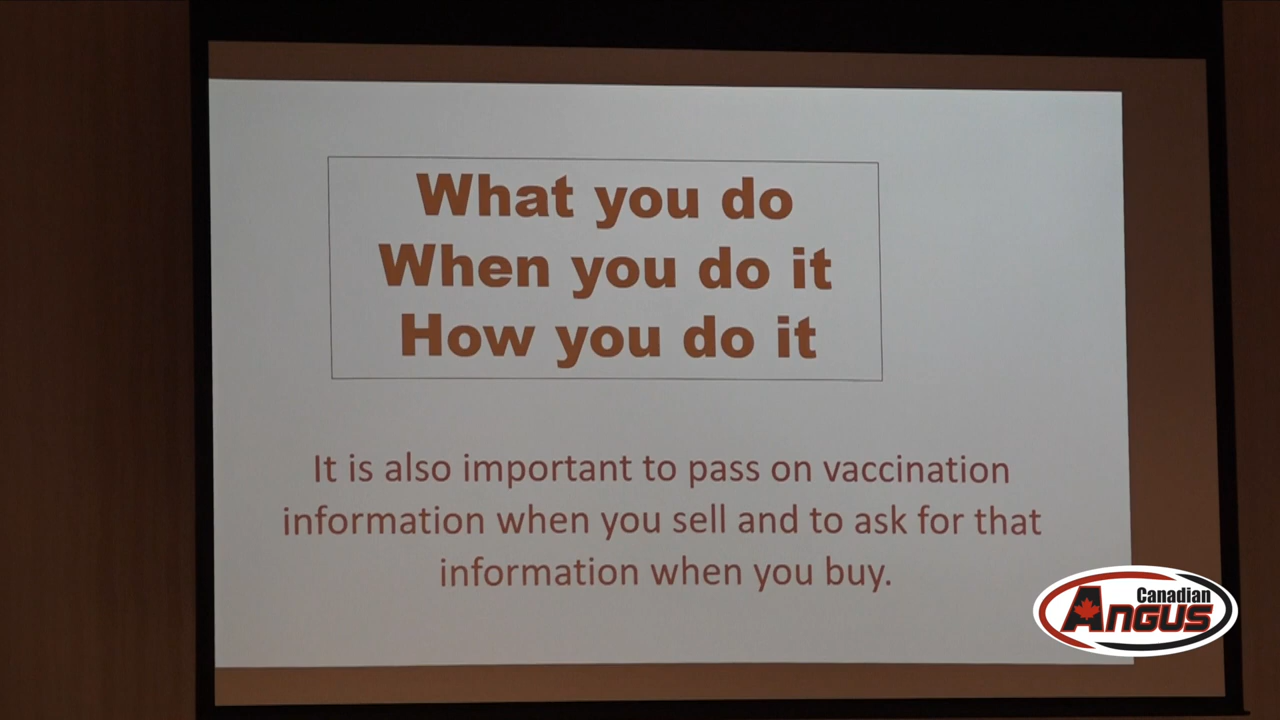 What you do
When you do it
How you do it
It is also important to pass on vaccination
information when you sell and to ask for that
information when you buy.
Canadian
ANGUS